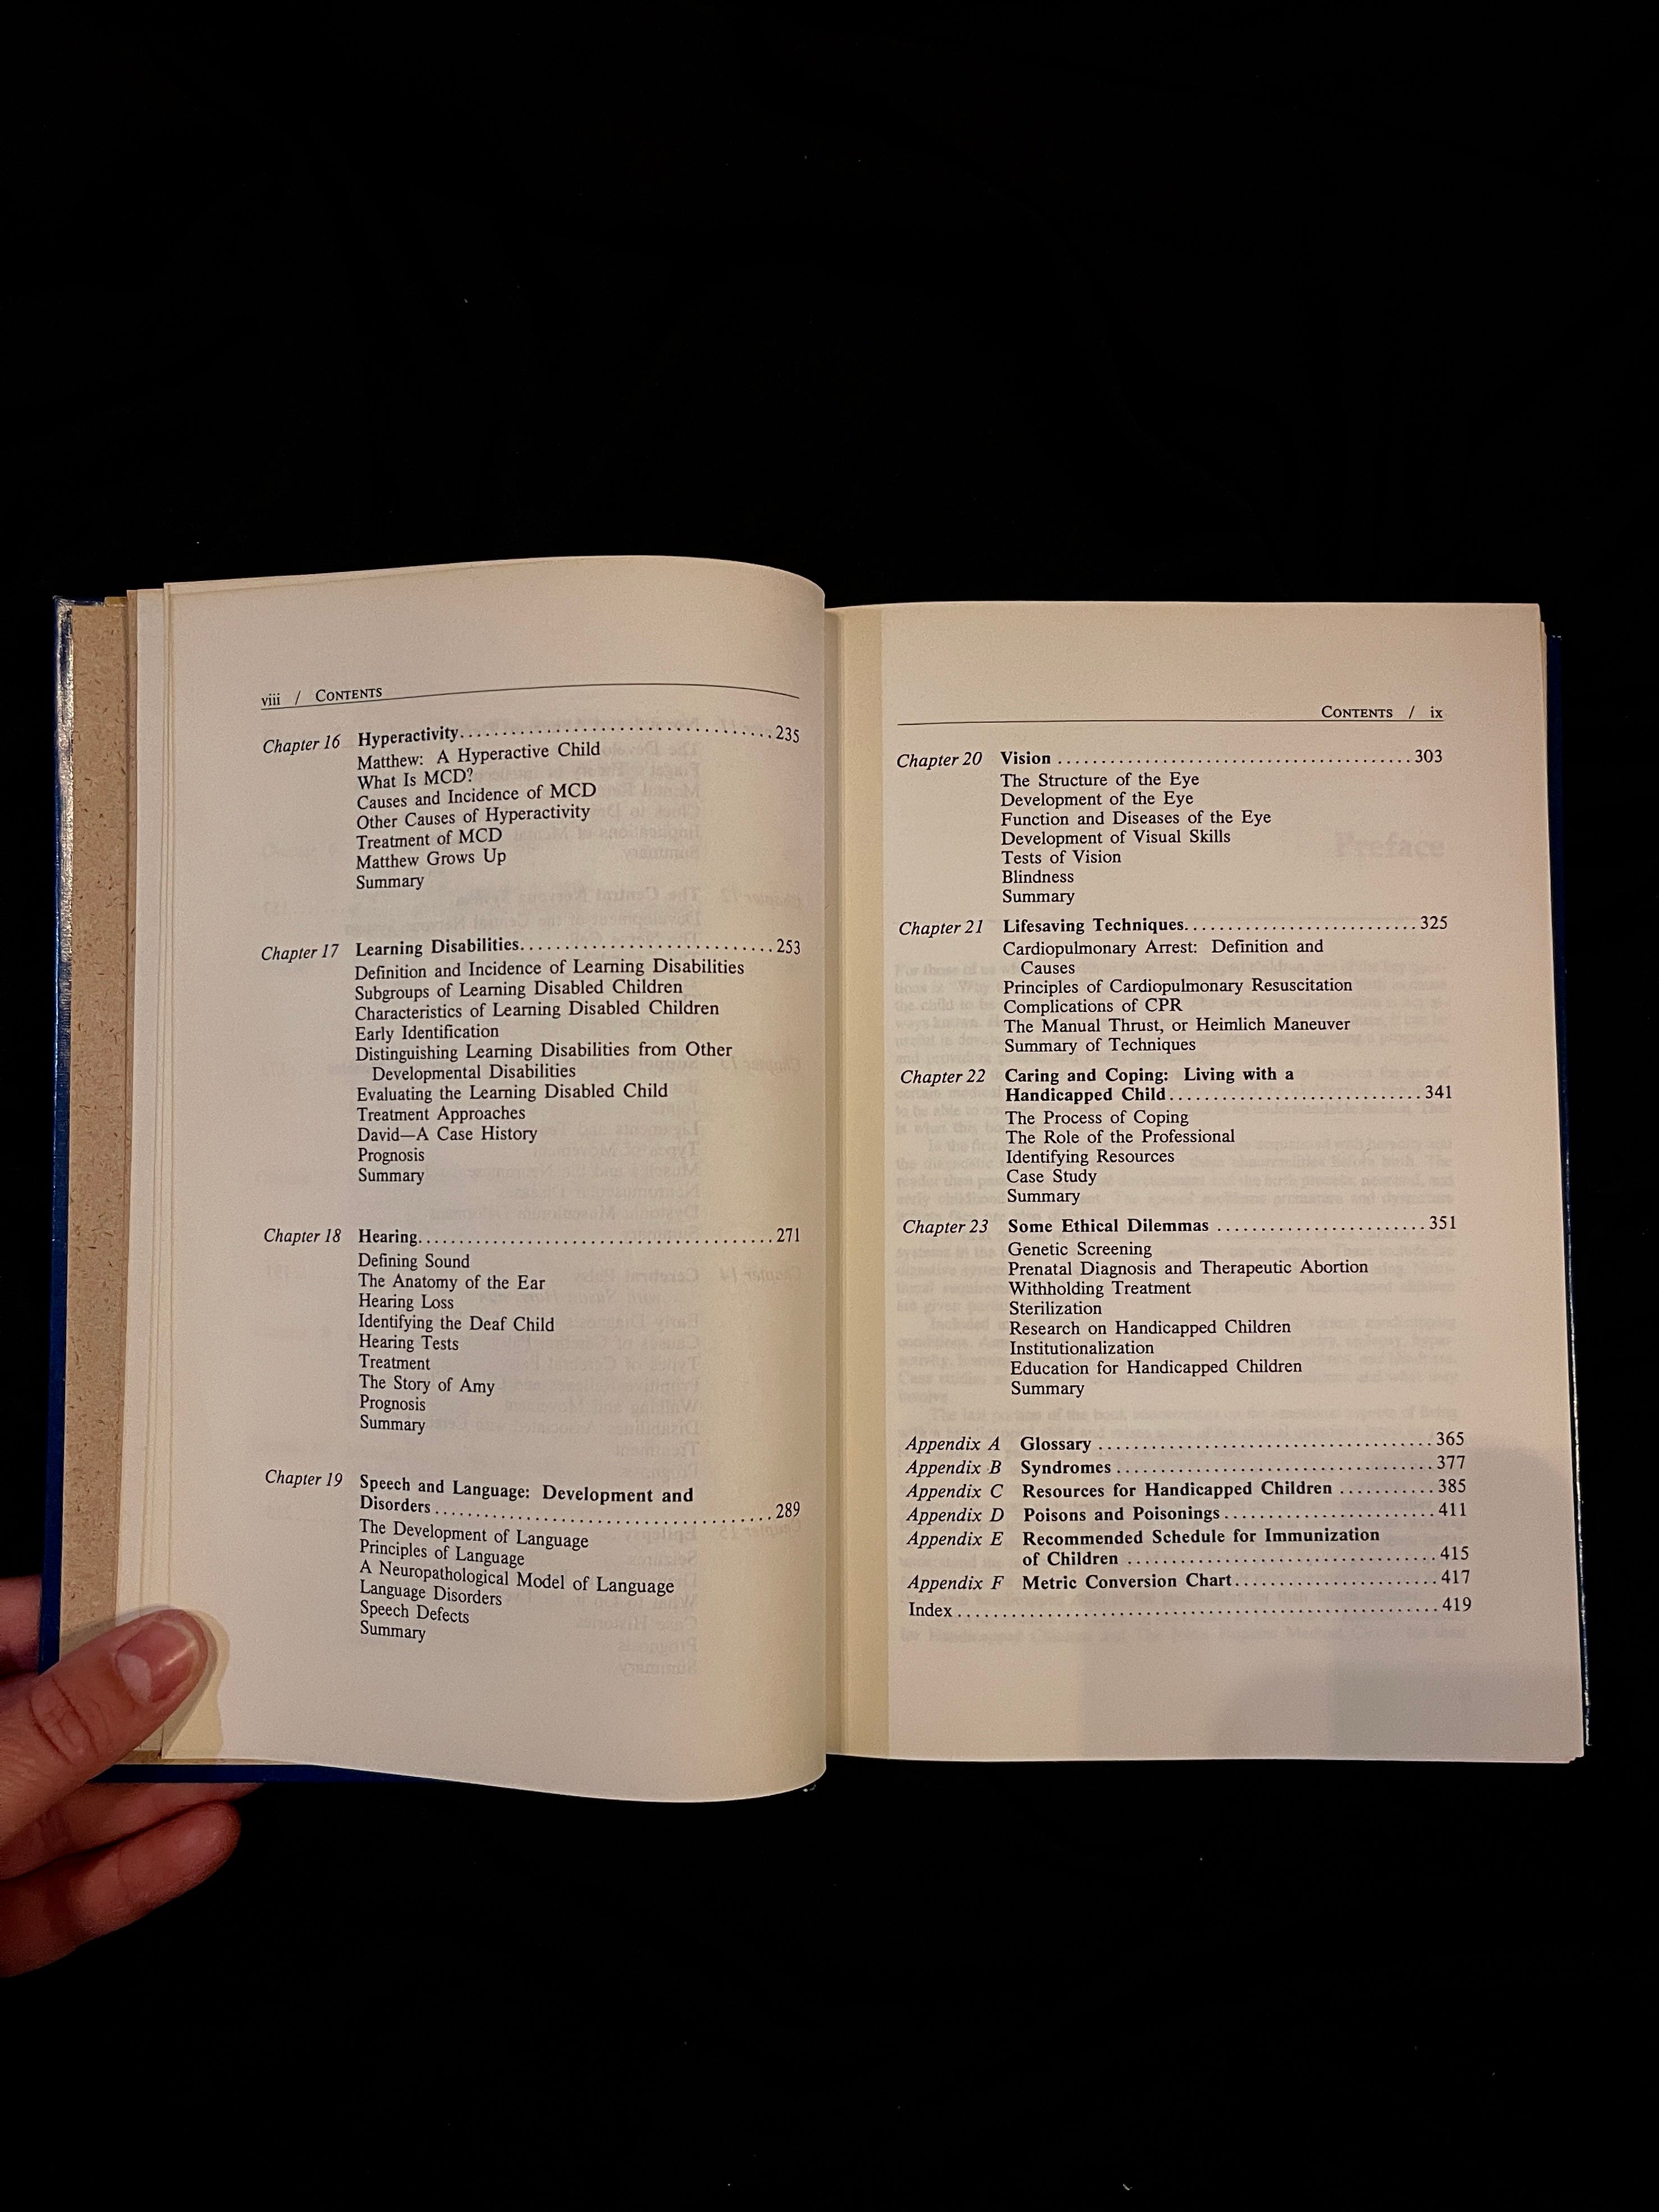 viii / CONTENTS
Chapter 16 Hyperactivity....................................235
Matthew: A Hyperactive Child
What Is MCD?
Causes and Incidence of MCD
Other Causes of Hyperactivity
Treatment of MCD
Matthew Grows Up
Summary
Chapter 17 Learning Disabilities............................253
Definition and Incidence of Learning Disabilities
Subgroups of Learning Disabled Children
Characteristics of Learning Disabled Children
Early Identification
Distinguishing Learning Disabilities from Other
Developmental Disabilities
Evaluating the Learning Disabled Child
Treatment Approaches
David—A Case History
Prognosis
Summary
Chapter 18 Hearing........................................271
Defining Sound
The Anatomy of the Ear
Hearing Loss
Identifying the Deaf Child
Hearing Tests
Treatment
The Story of Amy
Prognosis
Summary
Chapter 19 Speech and Language: Development and
Disorders.......................................289
The Development of Language
Principles of Language
A Neuropathological Model of Language
Language Disorders
Speech Defects
Summary
CONTENTS / ix
Chapter 20 Vision........................................303
The Structure of the Eye
Development of the Eye
Function and Diseases of the Eye
Development of Visual Skills
Tests of Vision
Blindness
Summary
Chapter 21 Lifesaving Techniques...........................325
Cardiopulmonary Arrest: Definition and
Causes
Principles of Cardiopulmonary Resuscitation
Complications of CPR
The Manual Thrust, or Heimlich Maneuver
Summary of Techniques
Chapter 22 Caring and Coping: Living with a
Handicapped Child.............................341
The Process of Coping
The Role of the Professional
Identifying Resources
Case Study
Summary
Chapter 23 Some Ethical Dilemmas........................351
Genetic Screening
Prenatal Diagnosis and Therapeutic Abortion
Withholding Treatment
Sterilization
Research on Handicapped Children
Institutionalization
Education for Handicapped Children
Summary
Appendix A Glossary......................................365
Appendix B Syndromes....................................377
Appendix C Resources for Handicapped Children...........385
Appendix D Poisons and Poisonings........................411
Appendix E Recommended Schedule for Immunization
of Children....................................415
Appendix F Metric Conversion Chart.......................417
Index.....................................................419